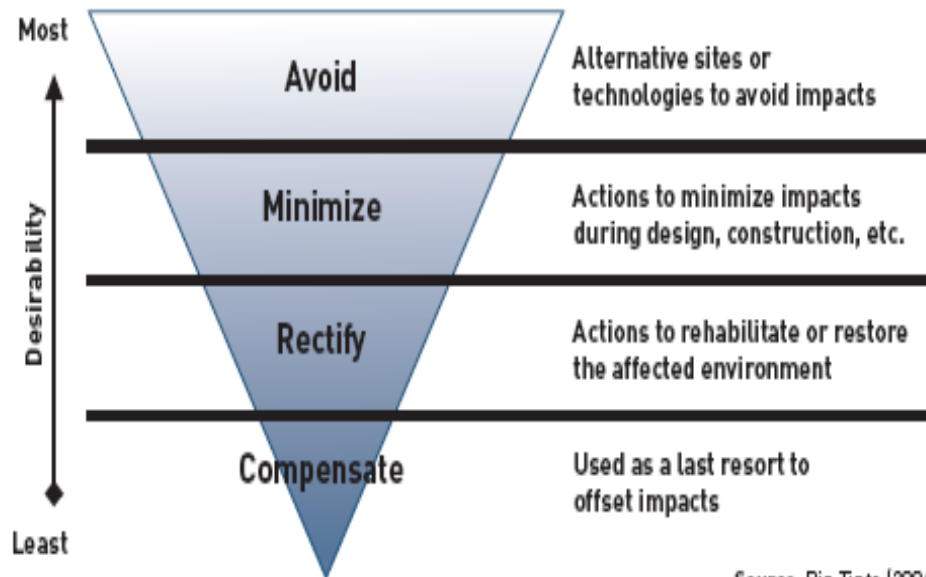 Most
Avoid
Alternative sites or
technologies to avoid impacts
Minimize
Actions to minimize impacts
during design, construction, etc.
Desirability
Rectify
Actions to rehabilitate or restore
the affected environment
Compensate
Used as a last resort to
offset impacts
Least